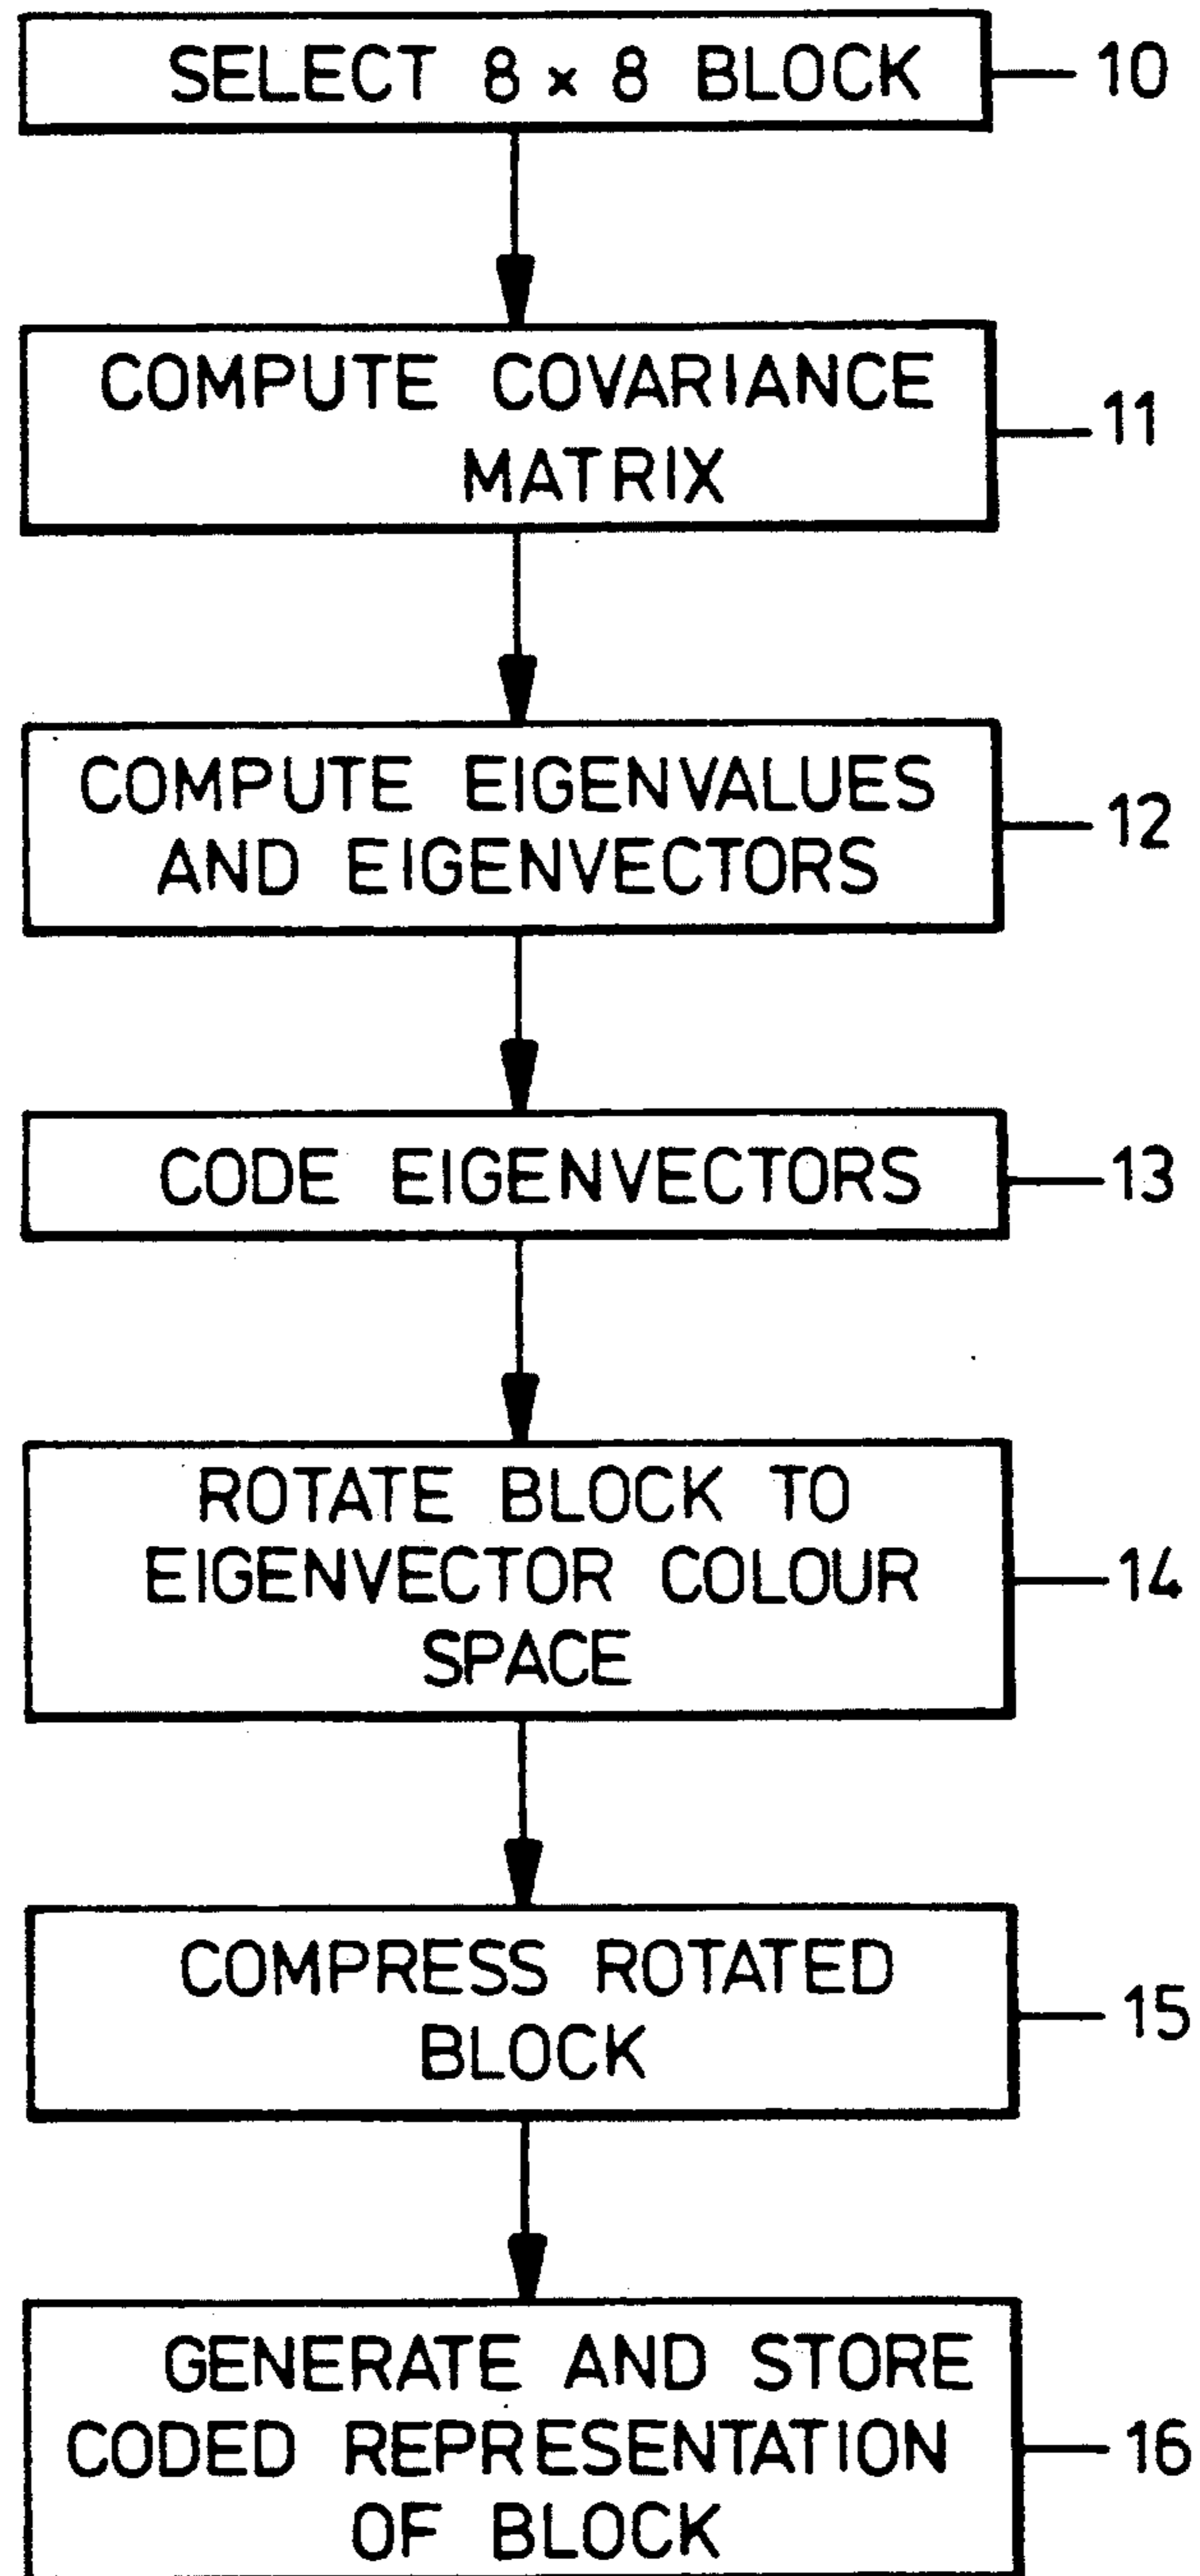 SELECT 8 × 8 BLOCK
10
COMPUTE COVARIANCE
MATRIX
11
COMPUTE EIGENVALUES
AND EIGENVECTORS
12
CODE EIGENVECTORS
13
ROTATE BLOCK TO
EIGENVECTOR COLOUR
SPACE
14
COMPRESS ROTATED
BLOCK
15
GENERATE AND STORE
CODED REPRESENTATION
OF BLOCK
16